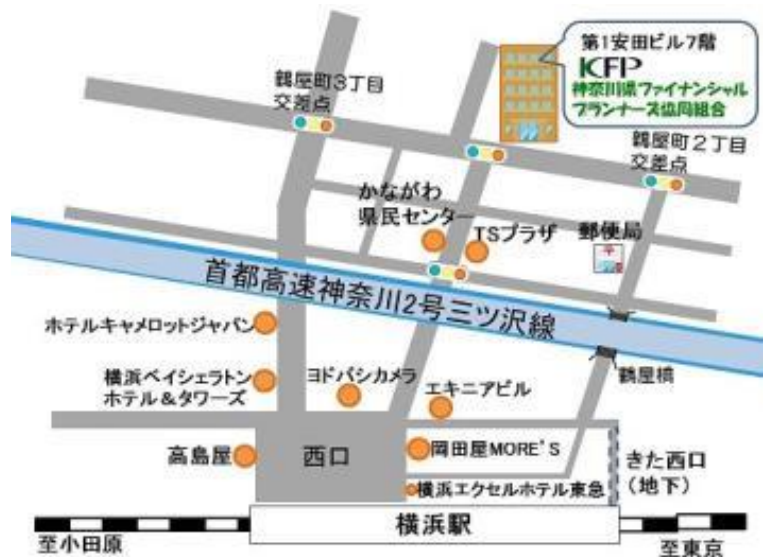 第1安田ビル7階
KFP
神奈川県ファイナンシャル
プランナーズ協同組合
鶴屋町3丁目
交差点
鶴屋町2丁目
交差点
かながわ
県民センター
TSプラザ
郵便局
首都高速神奈川2号三ツ沢線
ホテルキャメロットジャパン
横浜ベイシェラトン
ホテル&タワーズ
ヨドバシカメラ
エキニアビル
鶴屋橋
高島屋
西口
岡田屋MORE'S
きた西口
(地下)
横浜エクセルホテル東急
横浜駅
至小田原
至東京